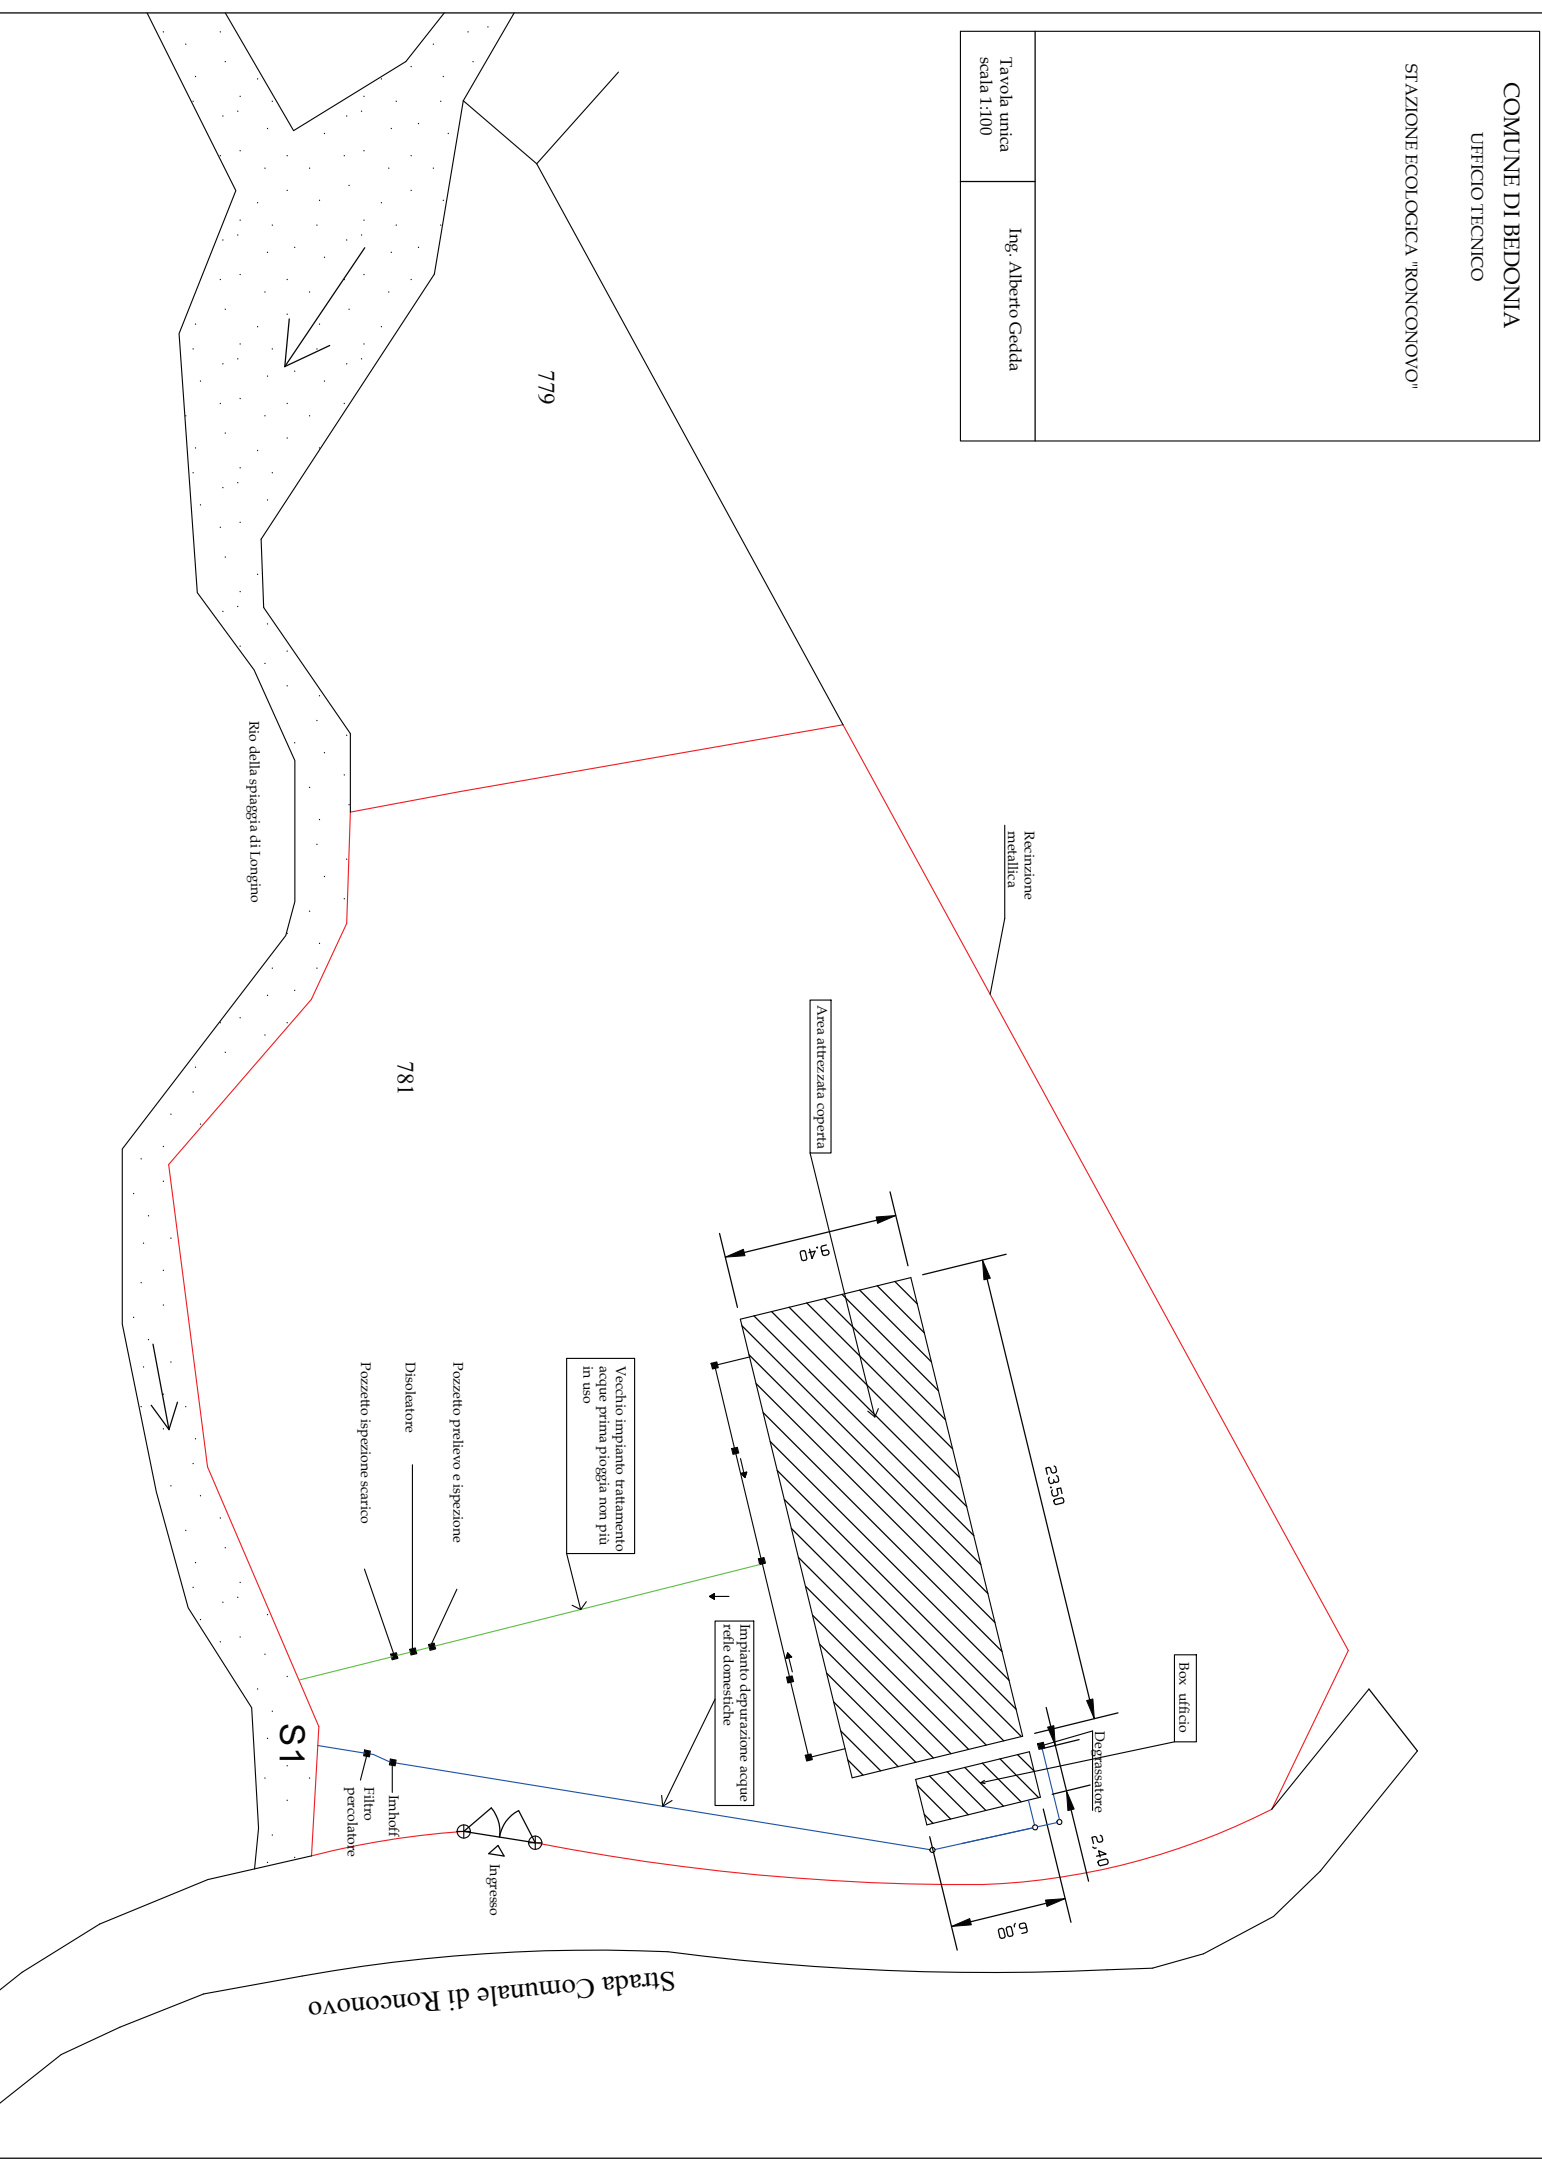 COMUNE DI BEDONIA
UFFICIO TECNICO
STAZIONE ECOLOGICA "RONCONOVO"
Tavola unica
scala 1:100
Ing. Alberto Gedda
779
Recinzione
metallica
Rio della spiaggia di Longino
781
Area attrezzata coperta
9.40
23.50
Vecchio impianto trattamento
acque prima pioggia non più
in uso
Pozzetto prelievo e ispezione
Disoleatore
Pozzetto ispezione scarico
Impianto depurazione acque
refle domestiche
Box ufficio
Degrassatore
2,40
6,00
S1
Imhoff
Filtro
percolatore
Ingresso
Strada Comunale di Ronconovo